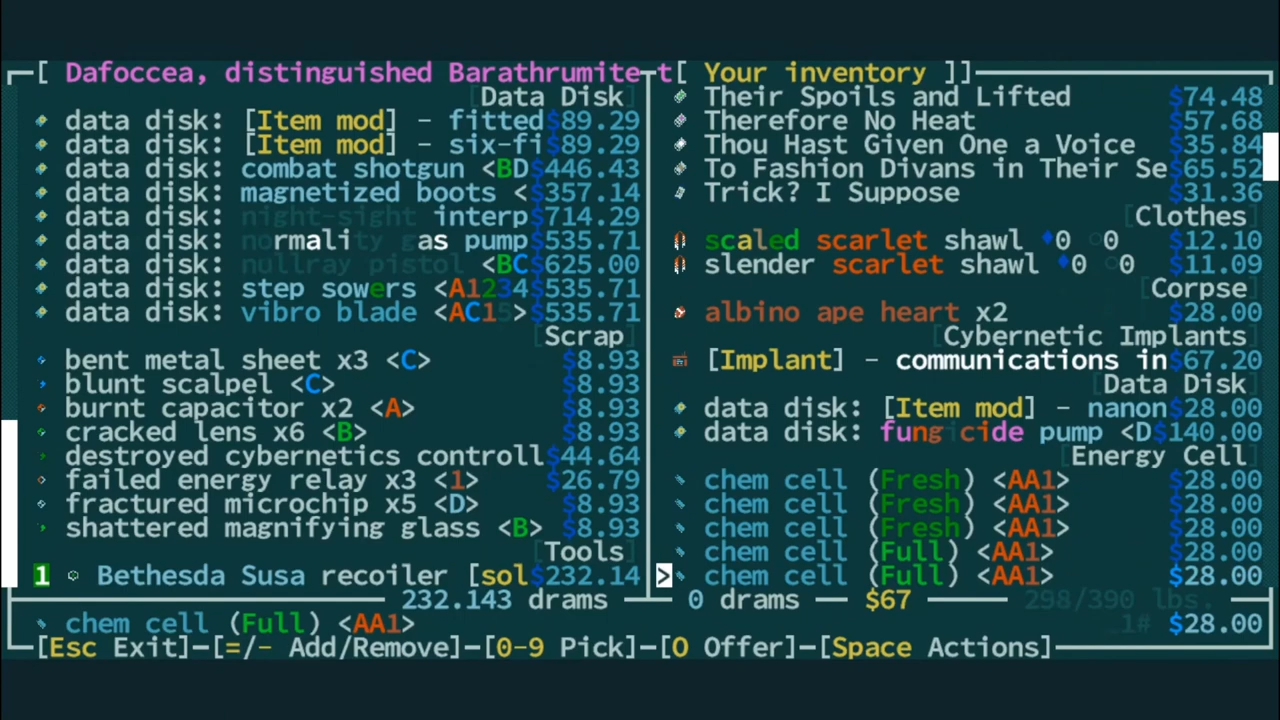 [ Dafoccea, distinguished Barathrumite t
[Data Disk]
data disk: [Item mod] - fitted $89.29
data disk: [Item mod] - six-fi $89.29
data disk: combat shotgun <BD $446.43
data disk: magnetized boots < $357.14
data disk: night-sight interp $714.29
data disk: normality gas pump $535.71
data disk: nullray pistol <BC $625.00
data disk: step sowers <A1234 $535.71
data disk: vibro blade <AC15> $535.71
[Scrap]
bent metal sheet x3 <C> $8.93
blunt scalpel <C> $8.93
burnt capacitor x2 <A> $8.93
cracked lens x6 <B> $8.93
destroyed cybernetics controll $44.64
failed energy relay x3 <1> $26.79
fractured microchip x5 <D> $8.93
shattered magnifying glass <B> $8.93
[Tools]
1 Bethesda Susa recoiler [sol $232.14
232.143 drams
[ Your inventory ]]
Their Spoils and Lifted $74.48
Therefore No Heat $57.68
Thou Hast Given One a Voice $35.84
To Fashion Divans in Their Se $65.52
Trick? I Suppose $31.36
[Clothes]
scaled scarlet shawl ♦0 ○0 $12.10
slender scarlet shawl ♦0 ○0 $11.09
[Corpse]
albino ape heart x2 $28.00
[Cybernetic Implants]
[Implant] - communications in $67.20
[Data Disk]
data disk: [Item mod] - nanon $28.00
data disk: fungicide pump <D $140.00
[Energy Cell]
chem cell (Fresh) <AA1> $28.00
chem cell (Fresh) <AA1> $28.00
chem cell (Fresh) <AA1> $28.00
chem cell (Full) <AA1> $28.00
> chem cell (Full) <AA1> $28.00
0 drams — $67 — 298/390 lbs.
chem cell (Full) <AA1> 1# $28.00
[Esc Exit]-[=/- Add/Remove]-[0-9 Pick]-[O Offer]-[Space Actions]